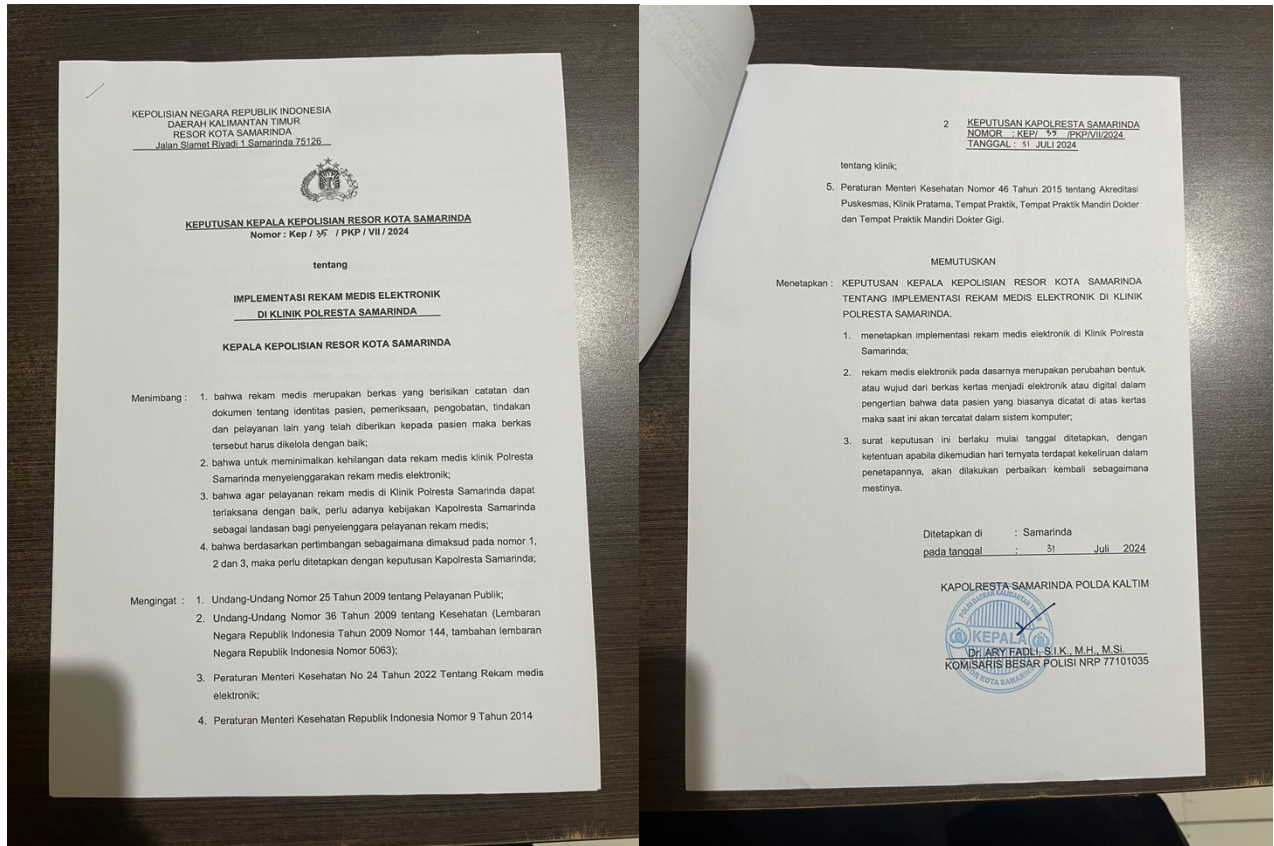 KEPOLISIAN NEGARA REPUBLIK INDONESIA
DAERAH KALIMANTAN TIMUR
RESOR KOTA SAMARINDA
Jalan Slamet Riyadi 1 Samarinda 75126
KEPUTUSAN KEPALA KEPOLISIAN RESOR KOTA SAMARINDA
Nomor : Kep / 35 / PKP / VII / 2024
tentang
IMPLEMENTASI REKAM MEDIS ELEKTRONIK
DI KLINIK POLRESTA SAMARINDA
KEPALA KEPOLISIAN RESOR KOTA SAMARINDA
Menimbang : 1. bahwa rekam medis merupakan berkas yang berisikan catatan dan
dokumen tentang identitas pasien, pemeriksaan, pengobatan, tindakan
dan pelayanan lain yang telah diberikan kepada pasien maka berkas
tersebut harus dikelola dengan baik;
2. bahwa untuk meminimalkan kehilangan data rekam medis klinik Polresta
Samarinda menyelenggarakan rekam medis elektronik;
3. bahwa agar pelayanan rekam medis di Klinik Polresta Samarinda dapat
terlaksana dengan baik, perlu adanya kebijakan Kapolresta Samarinda
sebagai landasan bagi penyelenggara pelayanan rekam medis;
4. bahwa berdasarkan pertimbangan sebagaimana dimaksud pada nomor 1,
2 dan 3, maka perlu ditetapkan dengan keputusan Kapolresta Samarinda;
Mengingat : 1. Undang-Undang Nomor 25 Tahun 2009 tentang Pelayanan Publik;
2. Undang-Undang Nomor 36 Tahun 2009 tentang Kesehatan (Lembaran
Negara Republik Indonesia Tahun 2009 Nomor 144, tambahan lembaran
Negara Republik Indonesia Nomor 5063);
3. Peraturan Menteri Kesehatan No 24 Tahun 2022 Tentang Rekam medis
elektronik;
4. Peraturan Menteri Kesehatan Republik Indonesia Nomor 9 Tahun 2014
2 KEPUTUSAN KAPOLRESTA SAMARINDA
NOMOR : KEP/ 35 /PKP/VII/2024
TANGGAL : 31 JULI 2024
tentang klinik;
5. Peraturan Menteri Kesehatan Nomor 46 Tahun 2015 tentang Akreditasi
Puskesmas, Klinik Pratama, Tempat Praktik, Tempat Praktik Mandiri Dokter
dan Tempat Praktik Mandiri Dokter Gigi.
MEMUTUSKAN
Menetapkan : KEPUTUSAN KEPALA KEPOLISIAN RESOR KOTA SAMARINDA
TENTANG IMPLEMENTASI REKAM MEDIS ELEKTRONIK DI KLINIK
POLRESTA SAMARINDA.
1. menetapkan implementasi rekam medis elektronik di Klinik Polresta
Samarinda;
2. rekam medis elektronik pada dasarnya merupakan perubahan bentuk
atau wujud dari berkas kertas menjadi elektronik atau digital dalam
pengertian bahwa data pasien yang biasanya dicatat di atas kertas
maka saat ini akan tercatat dalam sistem komputer;
3. surat keputusan ini berlaku mulai tanggal ditetapkan, dengan
ketentuan apabila dikemudian hari ternyata terdapat kekeliruan dalam
penetapannya, akan dilakukan perbaikan kembali sebagaimana
mestinya.
Ditetapkan di : Samarinda
pada tanggal : 31 Juli 2024
KAPOLRESTA SAMARINDA POLDA KALTIM
POLRI DAERAH KALIMANTAN TIMUR
KEPALA
RESOR KOTA SAMARINDA
Dr. ARY FADLI, S.I.K., M.H., M.Si.
KOMISARIS BESAR POLISI NRP 77101035